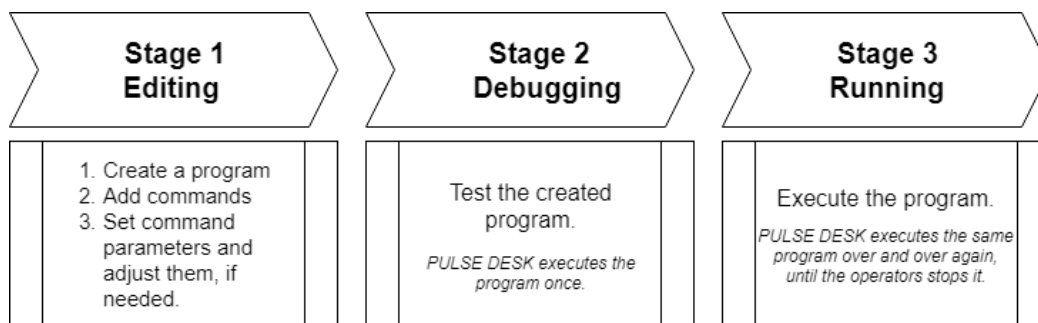 Stage 1
Editing
Stage 2
Debugging
Stage 3
Running
1. Create a program
2. Add commands
3. Set command
parameters and
adjust them, if
needed.
Test the created
program.
PULSE DESK executes the
program once.
Execute the program.
PULSE DESK executes the same
program over and over again,
until the operators stops it.